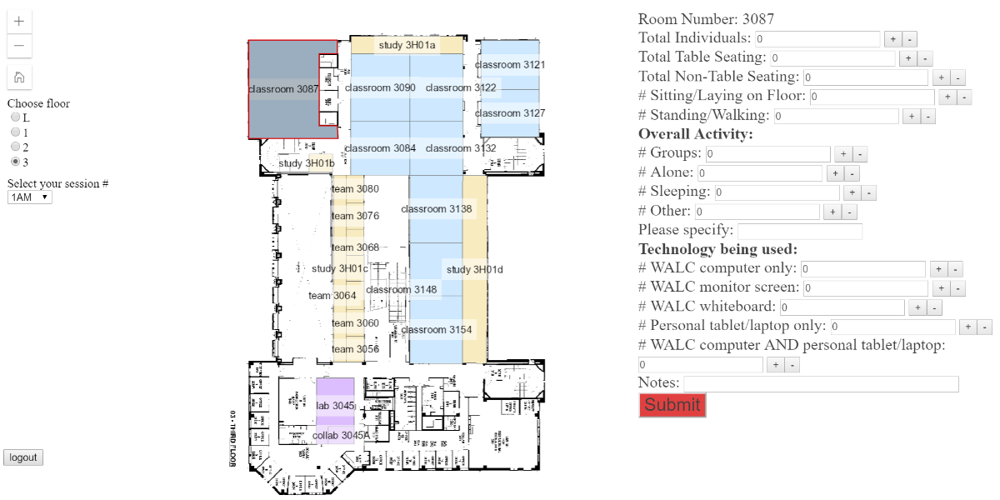 +
−
Choose floor
L
1
2
3
Select your session #
1AM
logout
study 3H01a
classroom 3087
classroom 3090
classroom 3122
classroom 3121
classroom 3127
classroom 3084
classroom 3132
study 3H01b
team 3080
team 3076
team 3068
study 3H01c
team 3064
team 3060
team 3056
classroom 3138
study 3H01d
classroom 3148
classroom 3154
lab 3045
collab 3045A
03 - THIRD FLOOR
Room Number: 3087
Total Individuals: 0 + -
Total Table Seating: 0 + -
Total Non-Table Seating: 0 + -
# Sitting/Laying on Floor: 0 + -
# Standing/Walking: 0 + -
Overall Activity:
# Groups: 0 + -
# Alone: 0 + -
# Sleeping: 0 + -
# Other: 0 + -
Please specify:
Technology being used:
# WALC computer only: 0 + -
# WALC monitor screen: 0 + -
# WALC whiteboard: 0 + -
# Personal tablet/laptop only: 0 + -
# WALC computer AND personal tablet/laptop:
0 + -
Notes:
Submit